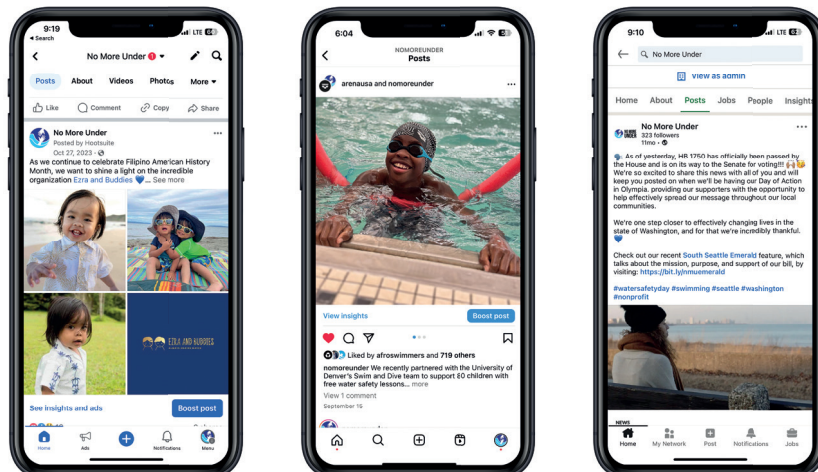 9:19
LTE 60
Search
No More Under 1
Posts
About
Videos
Photos
More
Like
Comment
Copy
Share
No More Under
Posted by Hootsuite
Oct 27, 2023 ·
As we continue to celebrate Filipino American History
Month, we want to shine a light on the incredible
organization Ezra and Buddies 💙... See more
EZRA AND BUDDIES
See insights and ads
Boost post
Home
Ads
Notifications
Menu
6:04
NOMOREUNDER
Posts
arenausa and nomoreunder
View insights
Boost post
Liked by afroswimmers and 719 others
nomoreunder We recently partnered with the University of
Denver's Swim and Dive team to support 80 children with
free water safety lessons... more
View 1 comment
September 19
9:10
LTE
No More Under
View as admin
Home
About
Posts
Jobs
People
Insights
NO MORE UNDER
No More Under
323 followers
11mo ·
As of yesterday, HB 1750 has officially been passed by
the House and is on its way to the Senate for voting!!! 🙌🏽🥳
We're so excited to share this news with all of you and will
keep you posted on when we'll be having our Day of Action
in Olympia, providing our supporters with the opportunity to
help effectively spread our message throughout our local
communities.
We're one step closer to effectively changing lives in the
state of Washington, and for that we're incredibly thankful.
💙
Check out our recent South Seattle Emerald feature, which
talks about the mission, purpose, and support of our bill, by
visiting: https://bit.ly/nmuemerald
#watersafetyday #swimming #seattle #washington
#nonprofit
NEWS
Home
My Network
Post
Notifications
Jobs